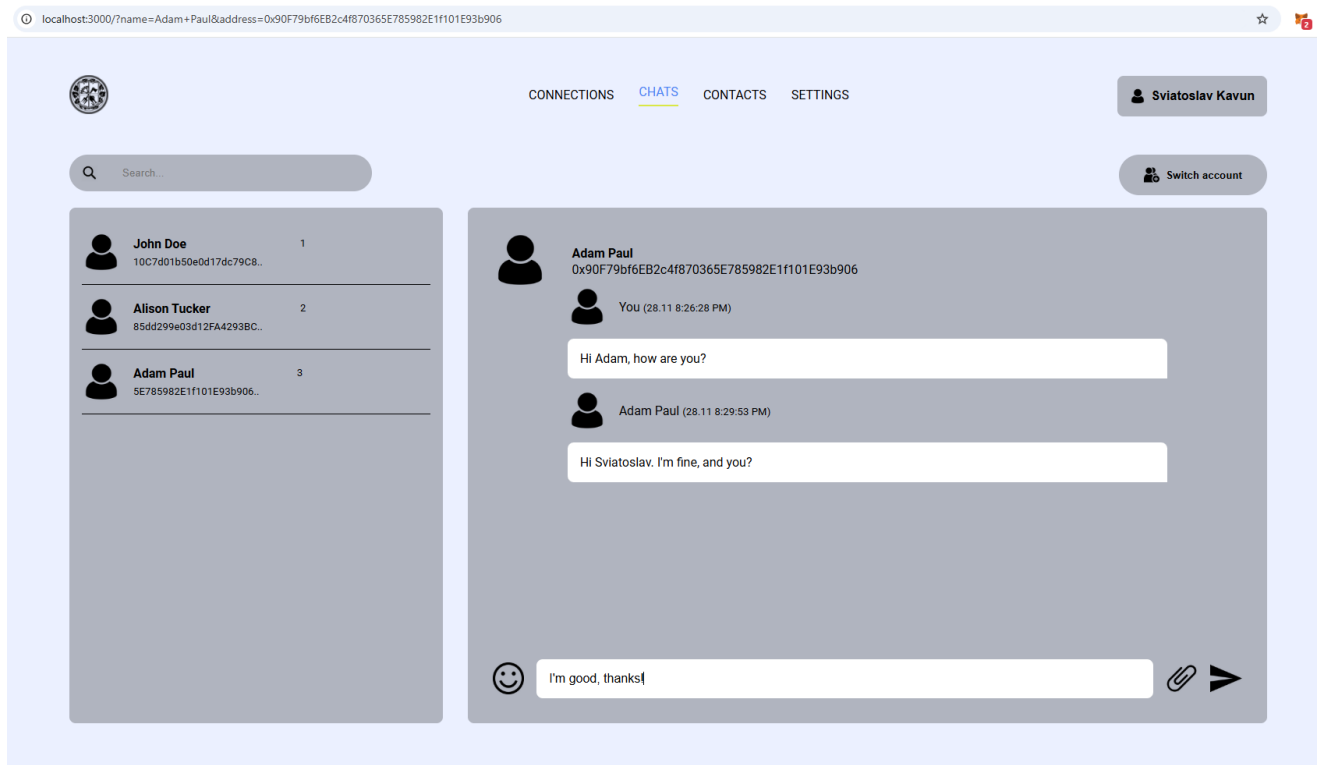 localhost:3000/?name=Adam+Paul&address=0x90F79bf6EB2c4f870365E785982E1f101E93b906
2
CONNECTIONS CHATS CONTACTS SETTINGS
Sviatoslav Kavun
Search...
Switch account
John Doe 1
10C7d01b50e0d17dc79C8..
Alison Tucker 2
85dd299e03d12FA4293BC..
Adam Paul 3
5E785982E1f101E93b906..
Adam Paul
0x90F79bf6EB2c4f870365E785982E1f101E93b906
You (28.11 8:26:28 PM)
Hi Adam, how are you?
Adam Paul (28.11 8:29:53 PM)
Hi Sviatoslav. I'm fine, and you?
I'm good, thanks!